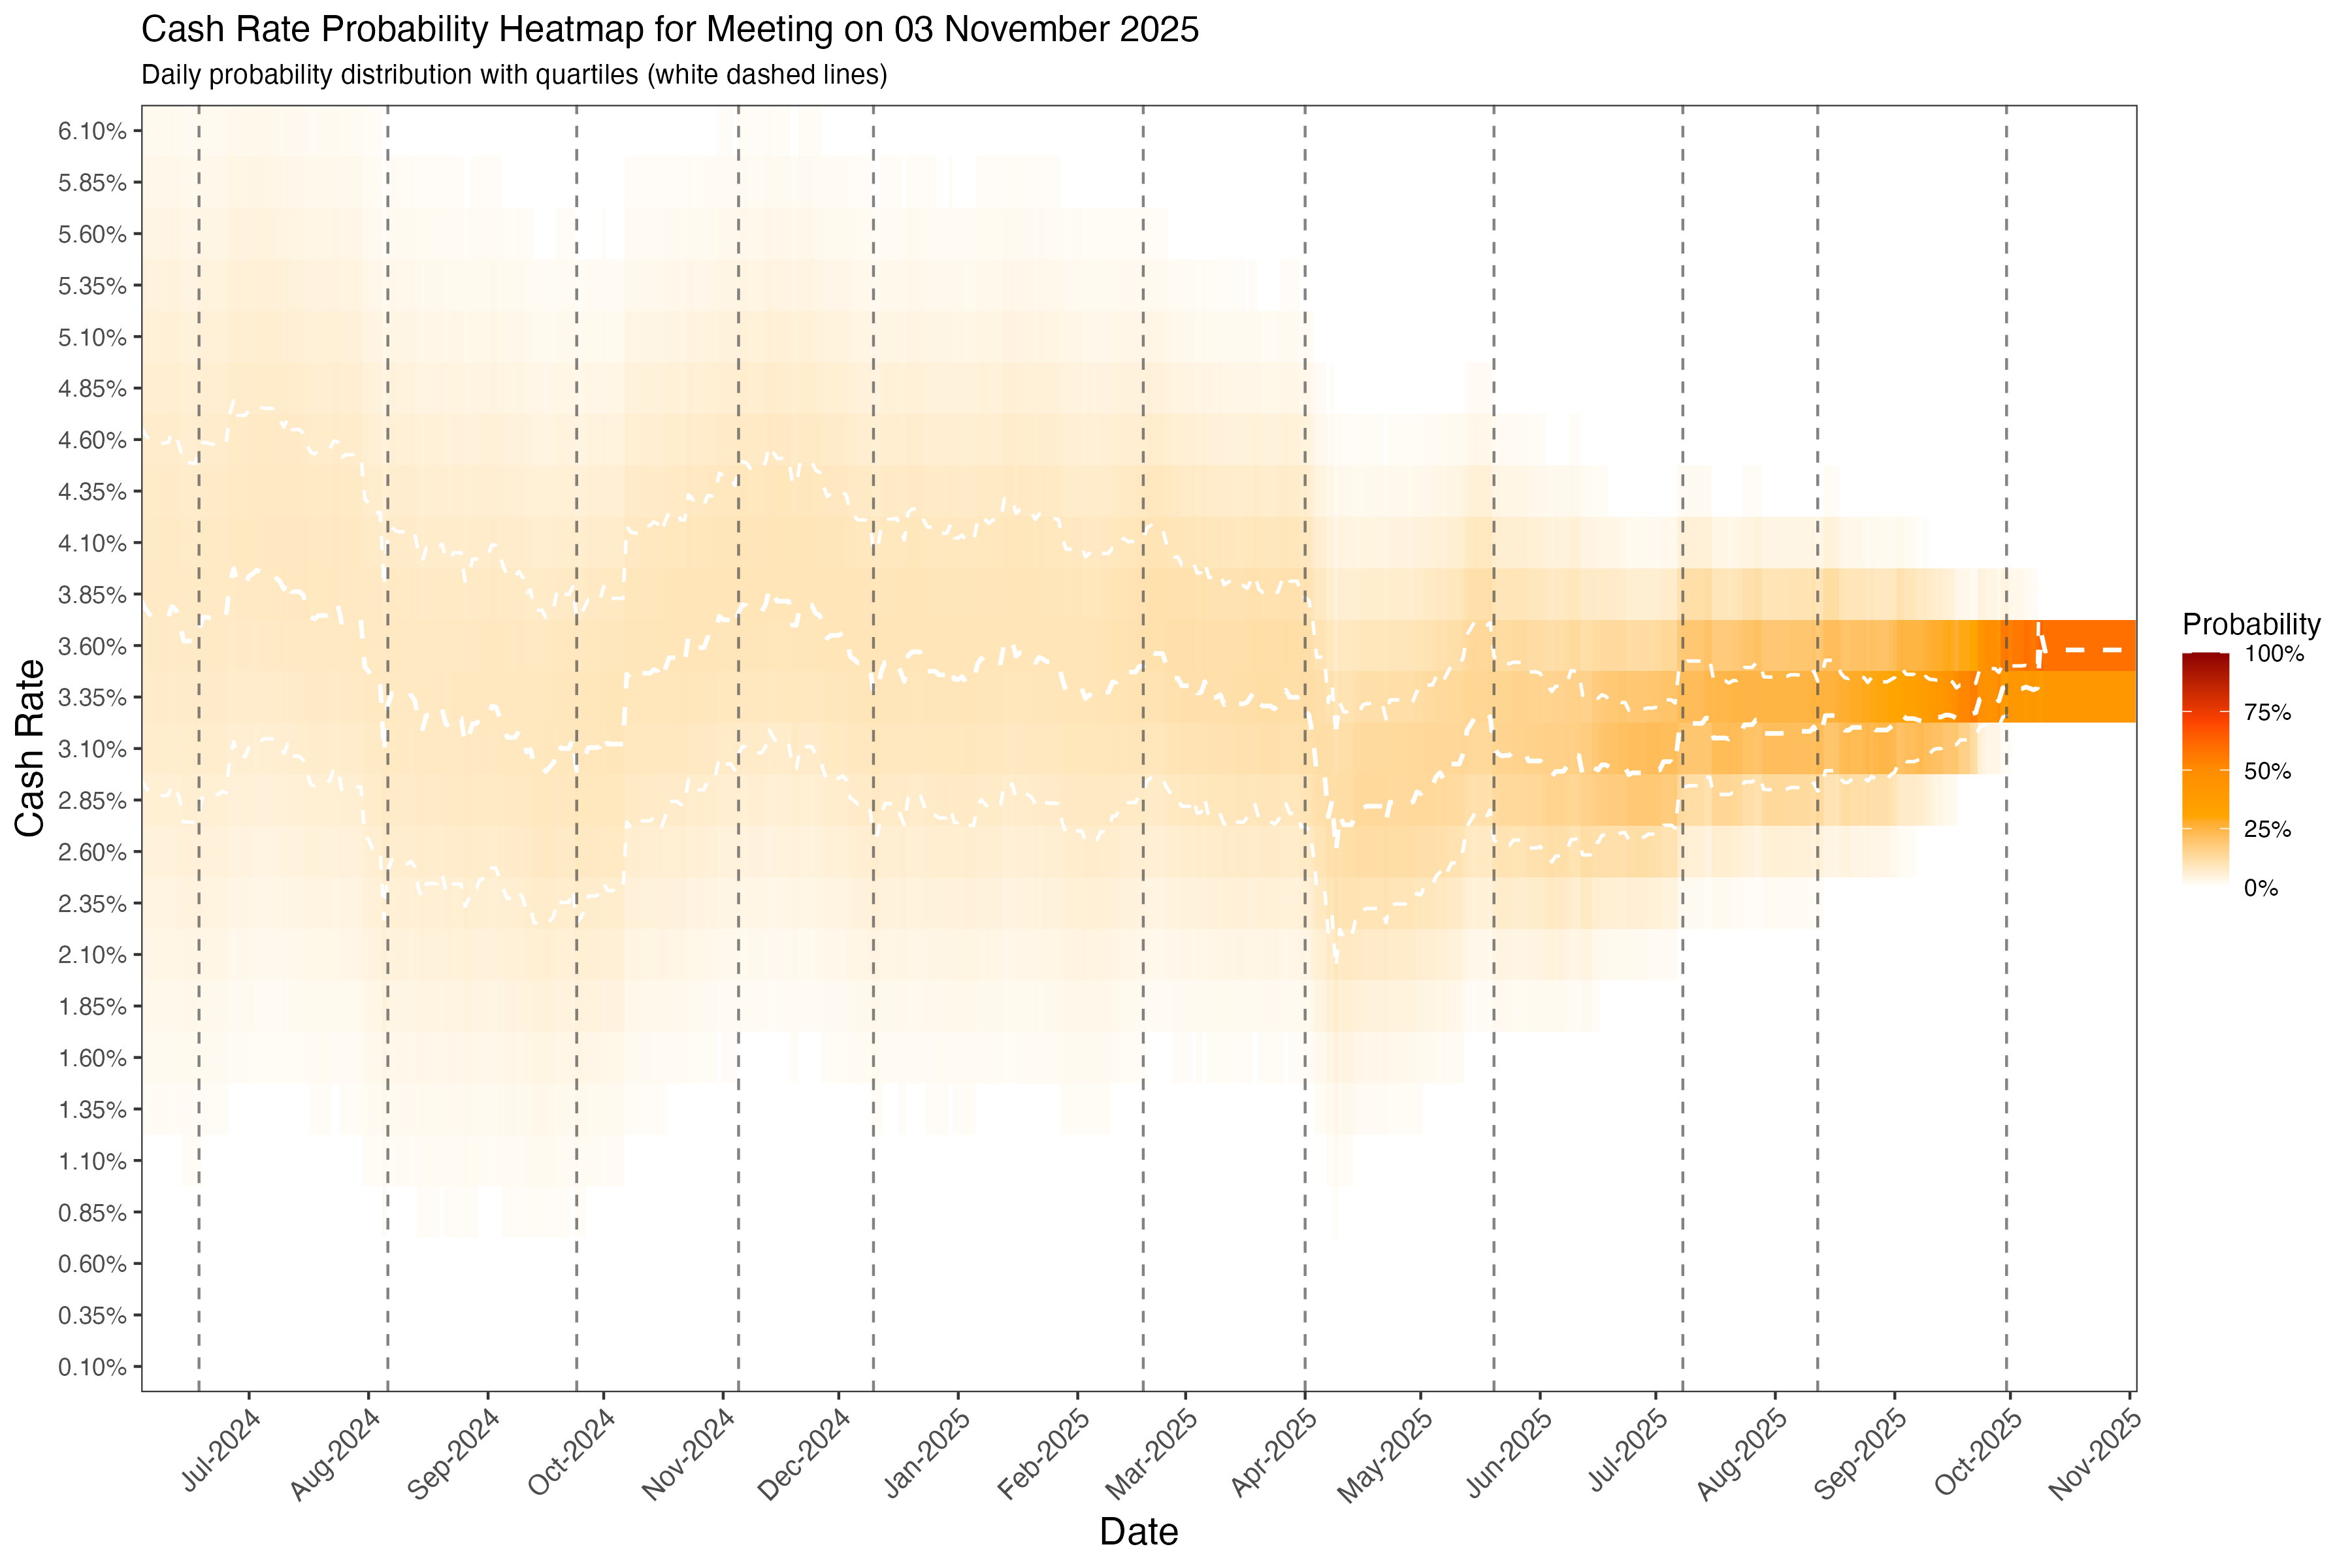 Cash Rate Probability Heatmap for Meeting on 03 November 2025
Daily probability distribution with quartiles (white dashed lines)
Cash Rate
6.10%
5.85%
5.60%
5.35%
5.10%
4.85%
4.60%
4.35%
4.10%
3.85%
3.60%
3.35%
3.10%
2.85%
2.60%
2.35%
2.10%
1.85%
1.60%
1.35%
1.10%
0.85%
0.60%
0.35%
0.10%
Jul-2024
Aug-2024
Sep-2024
Oct-2024
Nov-2024
Dec-2024
Jan-2025
Feb-2025
Mar-2025
Apr-2025
May-2025
Jun-2025
Jul-2025
Aug-2025
Sep-2025
Oct-2025
Nov-2025
Date
Probability
100%
75%
50%
25%
0%